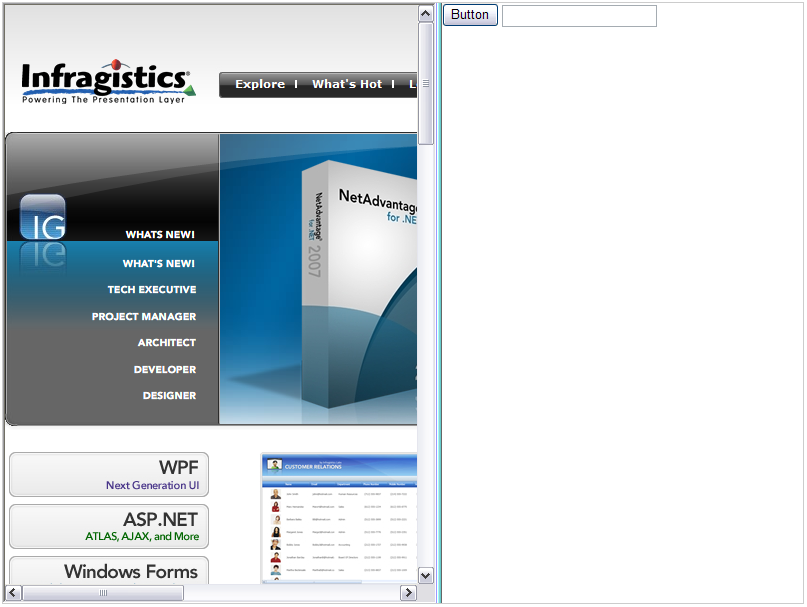 Infragistics
Powering The Presentation Layer
Explore | What's Hot | L
Button
IG
WHATS NEW!
WHAT'S NEW!
TECH EXECUTIVE
PROJECT MANAGER
ARCHITECT
DEVELOPER
DESIGNER
NetAdvantage
for .NE
NetAdvantage
for .NET
2007
WPF
Next Generation UI
ASP.NET
ATLAS, AJAX, and More
Windows Forms
CUSTOMER RELATIONS